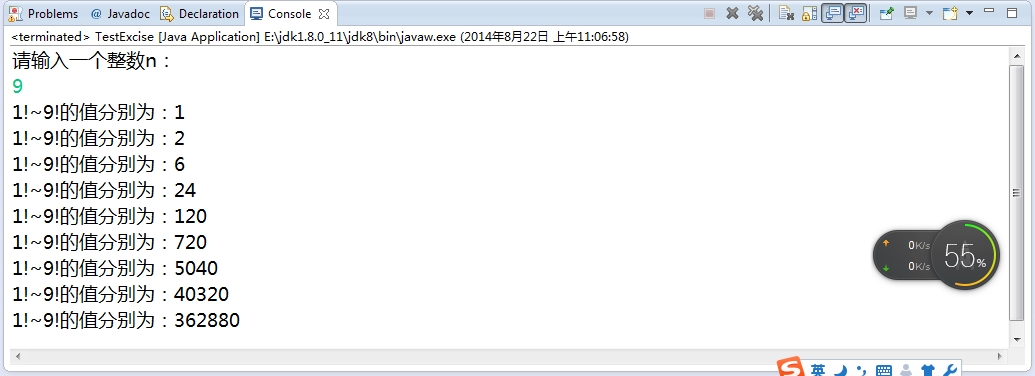 Problems @ Javadoc Declaration Console
<terminated> TestExcise [Java Application] E:\jdk1.8.0_11\jdk8\bin\javaw.exe (2014年8月22日 上午11:06:58)
请输入一个整数n：
9
1!~9!的值分别为：1
1!~9!的值分别为：2
1!~9!的值分别为：6
1!~9!的值分别为：24
1!~9!的值分别为：120
1!~9!的值分别为：720
1!~9!的值分别为：5040
1!~9!的值分别为：40320
1!~9!的值分别为：362880
0K/s
0K/s
55%
S 英